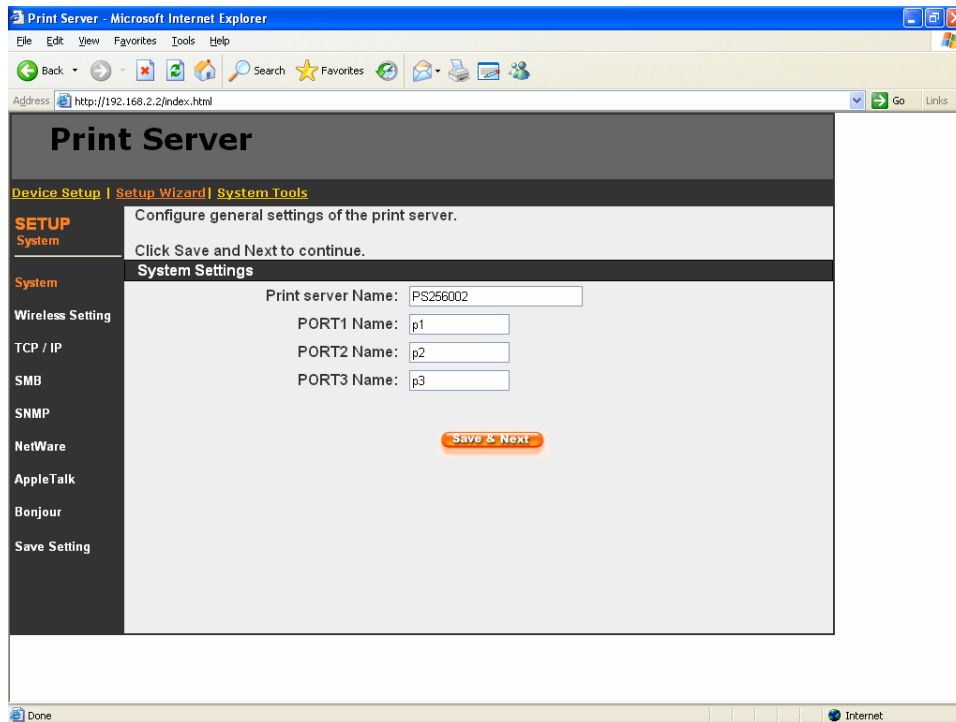 Print Server - Microsoft Internet Explorer
File Edit View Favorites Tools Help
Back Search Favorites
Address http://192.168.2.2/index.html Go Links
Print Server
Device Setup | Setup Wizard| System Tools
SETUP
System
System
Wireless Setting
TCP / IP
SMB
SNMP
NetWare
AppleTalk
Bonjour
Save Setting
Configure general settings of the print server.
Click Save and Next to continue.
System Settings
Print server Name: PS256002
PORT1 Name: p1
PORT2 Name: p2
PORT3 Name: p3
Save & Next
Done Internet